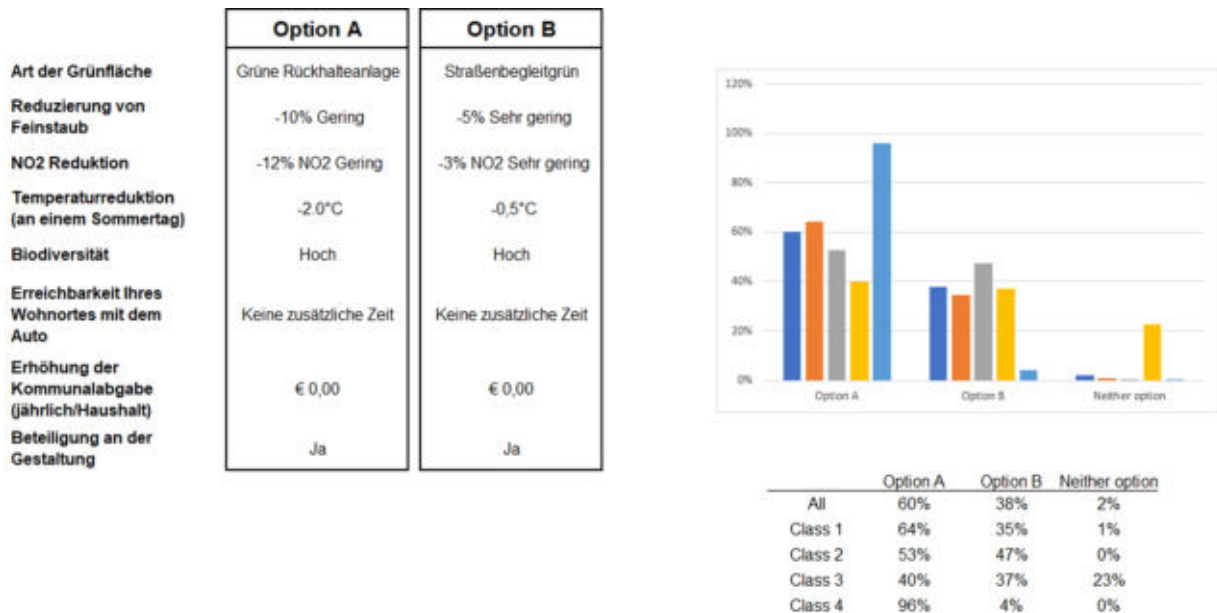 Option A Option B
Art der Grünfläche Grüne Rückhalteanlage Straßenbegleitgrün
Reduzierung von
Feinstaub -10% Gering -5% Sehr gering
NO2 Reduktion -12% NO2 Gering -3% NO2 Sehr gering
Temperaturreduktion
(an einem Sommertag) -2.0°C -0,5°C
Biodiversität Hoch Hoch
Erreichbarkeit Ihres
Wohnortes mit dem
Auto Keine zusätzliche Zeit Keine zusätzliche Zeit
Erhöhung der
Kommunalabgabe
(jährlich/Haushalt) € 0,00 € 0,00
Beteiligung an der
Gestaltung Ja Ja
120%
100%
80%
60%
40%
20%
0%
Option A Option B Neither option
Option A Option B Neither option
All 60% 38% 2%
Class 1 64% 35% 1%
Class 2 53% 47% 0%
Class 3 40% 37% 23%
Class 4 96% 4% 0%